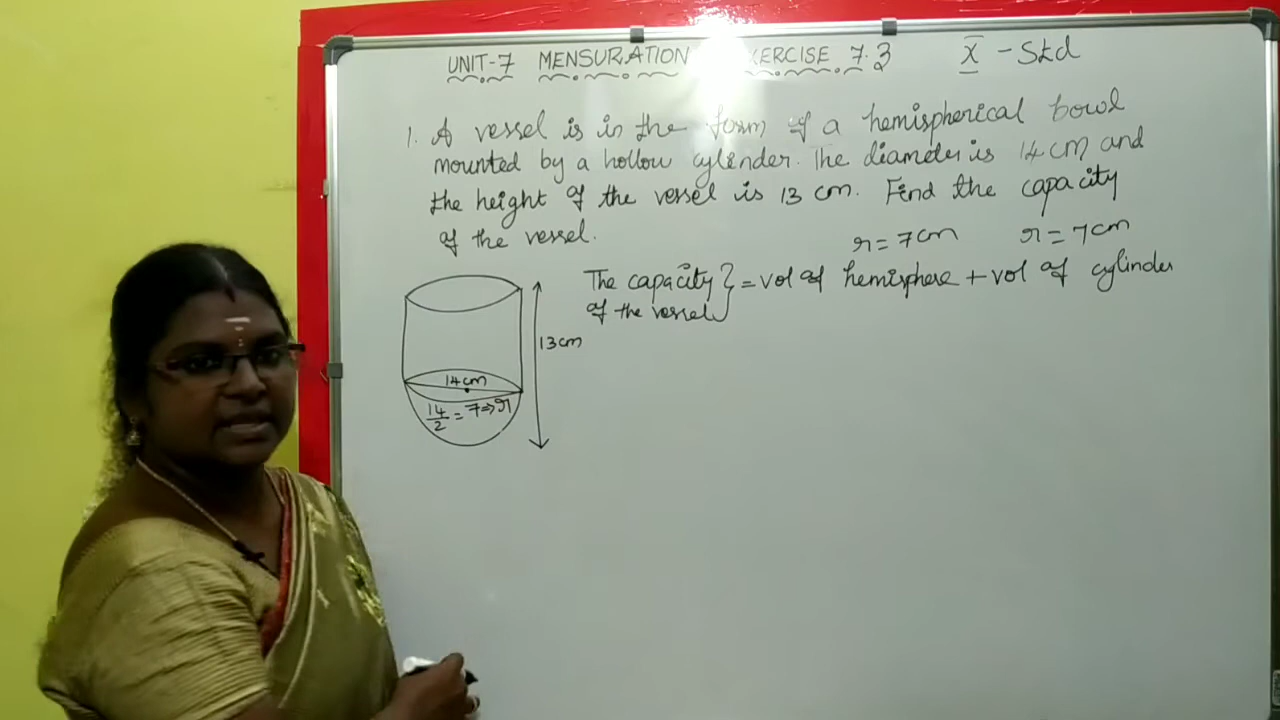 UNIT-7 MENSURATION EXERCISE 7.3 X - Std
1. A vessel is in the form of a hemispherical bowl
mounted by a hollow cylinder. The diameter is 14 cm and
the height of the vessel is 13 cm. Find the capacity
of the vessel.
r = 7cm r = 7cm
The capacity } = vol of hemisphere + vol of cylinder
of the vessel
13cm
14cm
14/2 = 7 ⇒ r